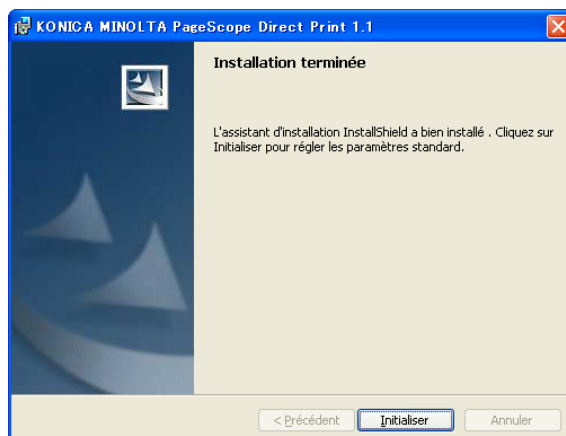 KONICA MINOLTA PageScope Direct Print 1.1
Installation terminée
L'assistant d'installation InstallShield a bien installé . Cliquez sur
Initialiser pour régler les paramètres standard.
< Précédent Initialiser Annuler